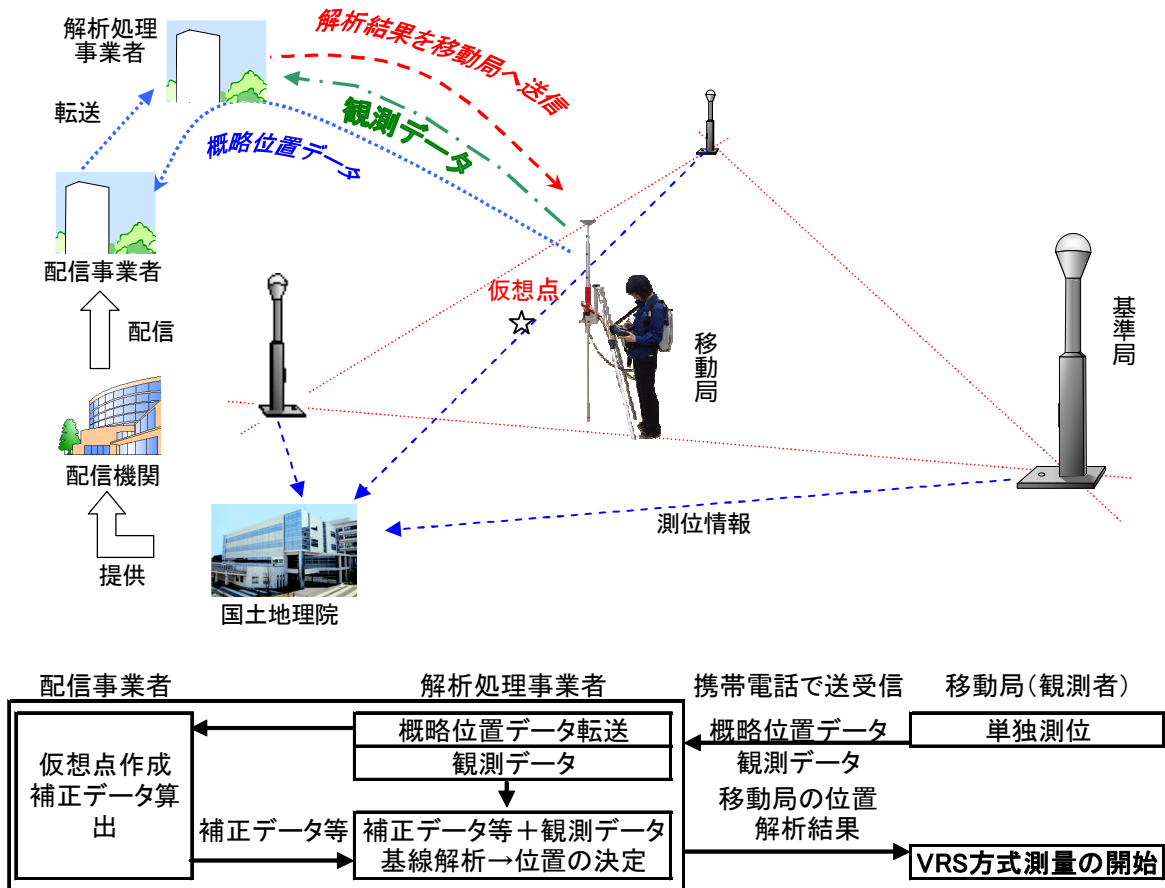 解析処理
事業者
解析結果を移動局へ送信
観測データ
概略位置データ
転送
配信事業者
配信
配信機関
提供
国土地理院
仮想点
移動局
基準局
測位情報
配信事業者
解析処理事業者
携帯電話で送受信
移動局(観測者)
仮想点作成
補正データ算
出
概略位置データ転送
観測データ
概略位置データ
観測データ
単独測位
補正データ等
補正データ等+観測データ
基線解析→位置の決定
移動局の位置
解析結果
VRS方式測量の開始